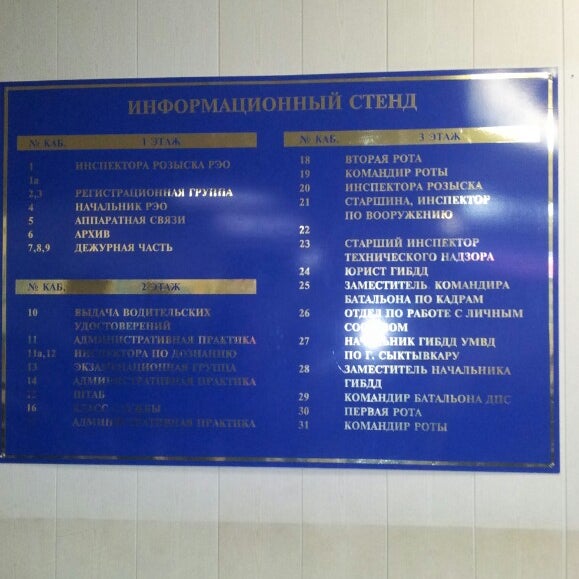 ИНФОРМАЦИОННЫЙ СТЕНД
№ КАБ. 1 ЭТАЖ
1 ИНСПЕКТОРА РОЗЫСКА РЭО
1а
2,3 РЕГИСТРАЦИОННАЯ ГРУППА
4 НАЧАЛЬНИК РЭО
5 АППАРАТНАЯ СВЯЗИ
6 АРХИВ
7,8,9 ДЕЖУРНАЯ ЧАСТЬ
№ КАБ. 2 ЭТАЖ
10 ВЫДАЧА ВОДИТЕЛЬСКИХ
УДОСТОВЕРЕНИЙ
11 АДМИНИСТРАТИВНАЯ ПРАКТИКА
11а,12 ИНСПЕКТОРА ПО ДОЗНАНИЮ
13 ЭКЗАМЕНАЦИОННАЯ ГРУППА
14 АДМИНИСТРАТИВНАЯ ПРАКТИКА
ШТАБ
16 КЛАСС СЛУЖБЫ
АДМИНИСТРАТИВНАЯ ПРАКТИКА
№ КАБ. 3 ЭТАЖ
18 ВТОРАЯ РОТА
19 КОМАНДИР РОТЫ
20 ИНСПЕКТОРА РОЗЫСКА
21 СТАРШИНА, ИНСПЕКТОР
ПО ВООРУЖЕНИЮ
22
23 СТАРШИЙ ИНСПЕКТОР
ТЕХНИЧЕСКОГО НАДЗОРА
24 ЮРИСТ ГИБДД
25 ЗАМЕСТИТЕЛЬ КОМАНДИРА
БАТАЛЬОНА ПО КАДРАМ
26 ОТДЕЛ ПО РАБОТЕ С ЛИЧНЫМ
СОСТАВОМ
27 НАЧАЛЬНИК ГИБДД УМВД
ПО Г. СЫКТЫВКАРУ
28 ЗАМЕСТИТЕЛЬ НАЧАЛЬНИКА
ГИБДД
29 КОМАНДИР БАТАЛЬОНА ДПС
30 ПЕРВАЯ РОТА
31 КОМАНДИР РОТЫ